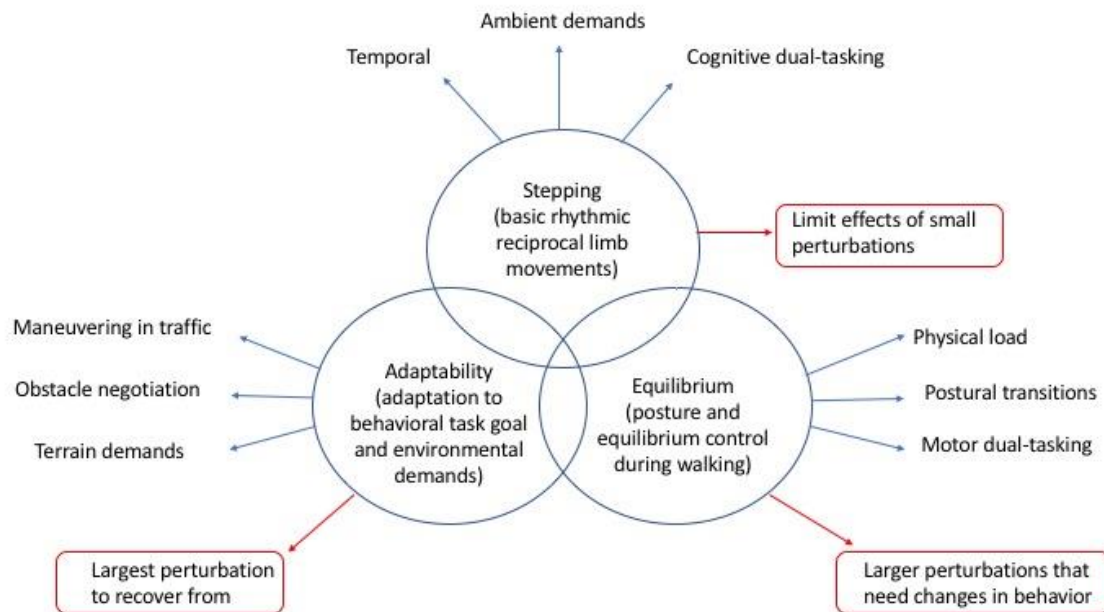 Ambient demands
Temporal
Cognitive dual-tasking
Stepping
(basic rhythmic
reciprocal limb
movements)
Limit effects of small
perturbations
Maneuvering in traffic
Obstacle negotiation
Terrain demands
Adaptability
(adaptation to
behavioral task goal
and environmental
demands)
Equilibrium
(posture and
equilibrium control
during walking)
Physical load
Postural transitions
Motor dual-tasking
Largest perturbation
to recover from
Larger perturbations that
need changes in behavior